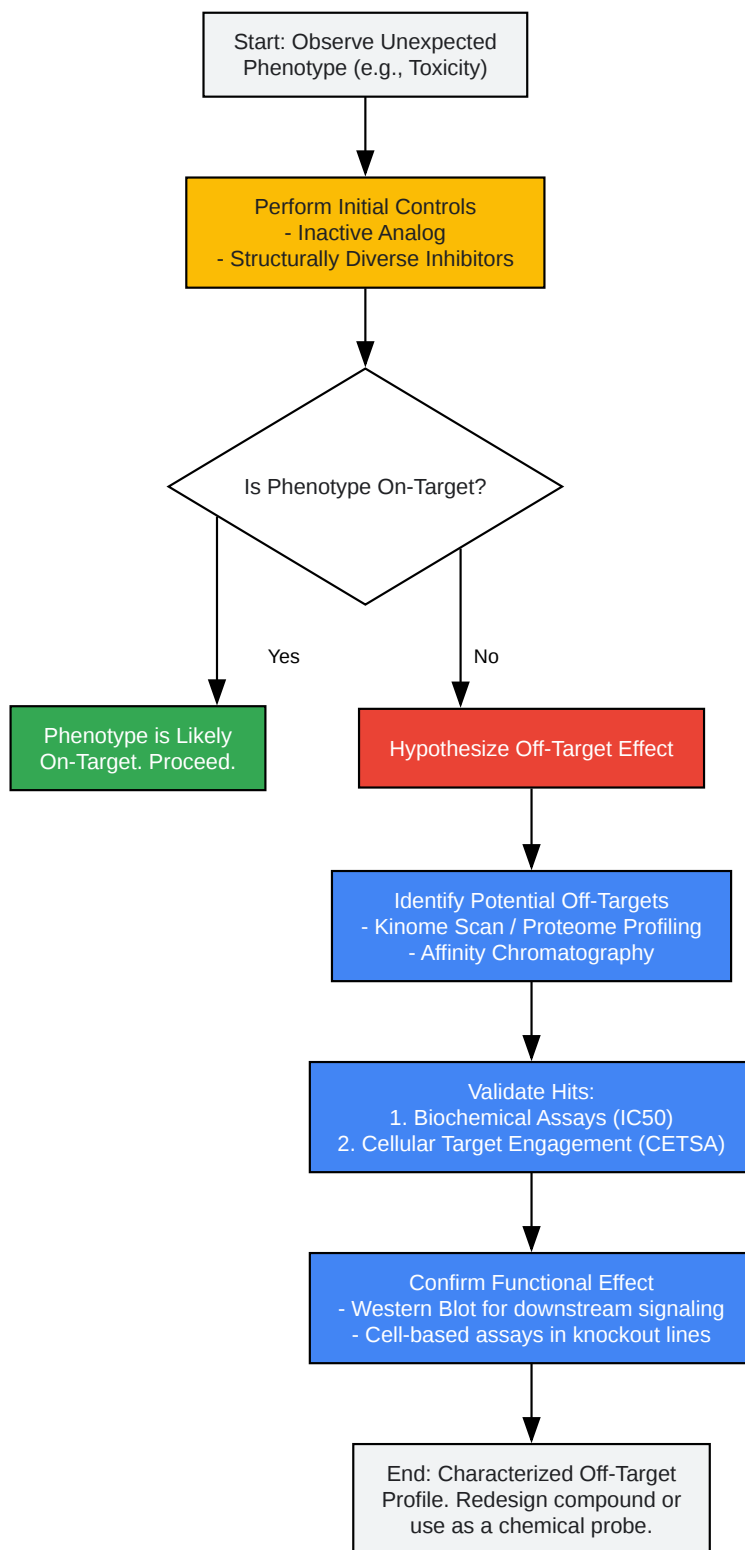 Start: Observe Unexpected
Phenotype (e.g., Toxicity)
Perform Initial Controls
- Inactive Analog
- Structurally Diverse Inhibitors
Is Phenotype On-Target?
Yes
No
Phenotype is Likely
On-Target. Proceed.
Hypothesize Off-Target Effect
Identify Potential Off-Targets
- Kinome Scan / Proteome Profiling
- Affinity Chromatography
Validate Hits:
1. Biochemical Assays (IC50)
2. Cellular Target Engagement (CETSA)
Confirm Functional Effect
- Western Blot for downstream signaling
- Cell-based assays in knockout lines
End: Characterized Off-Target
Profile. Redesign compound or
use as a chemical probe.